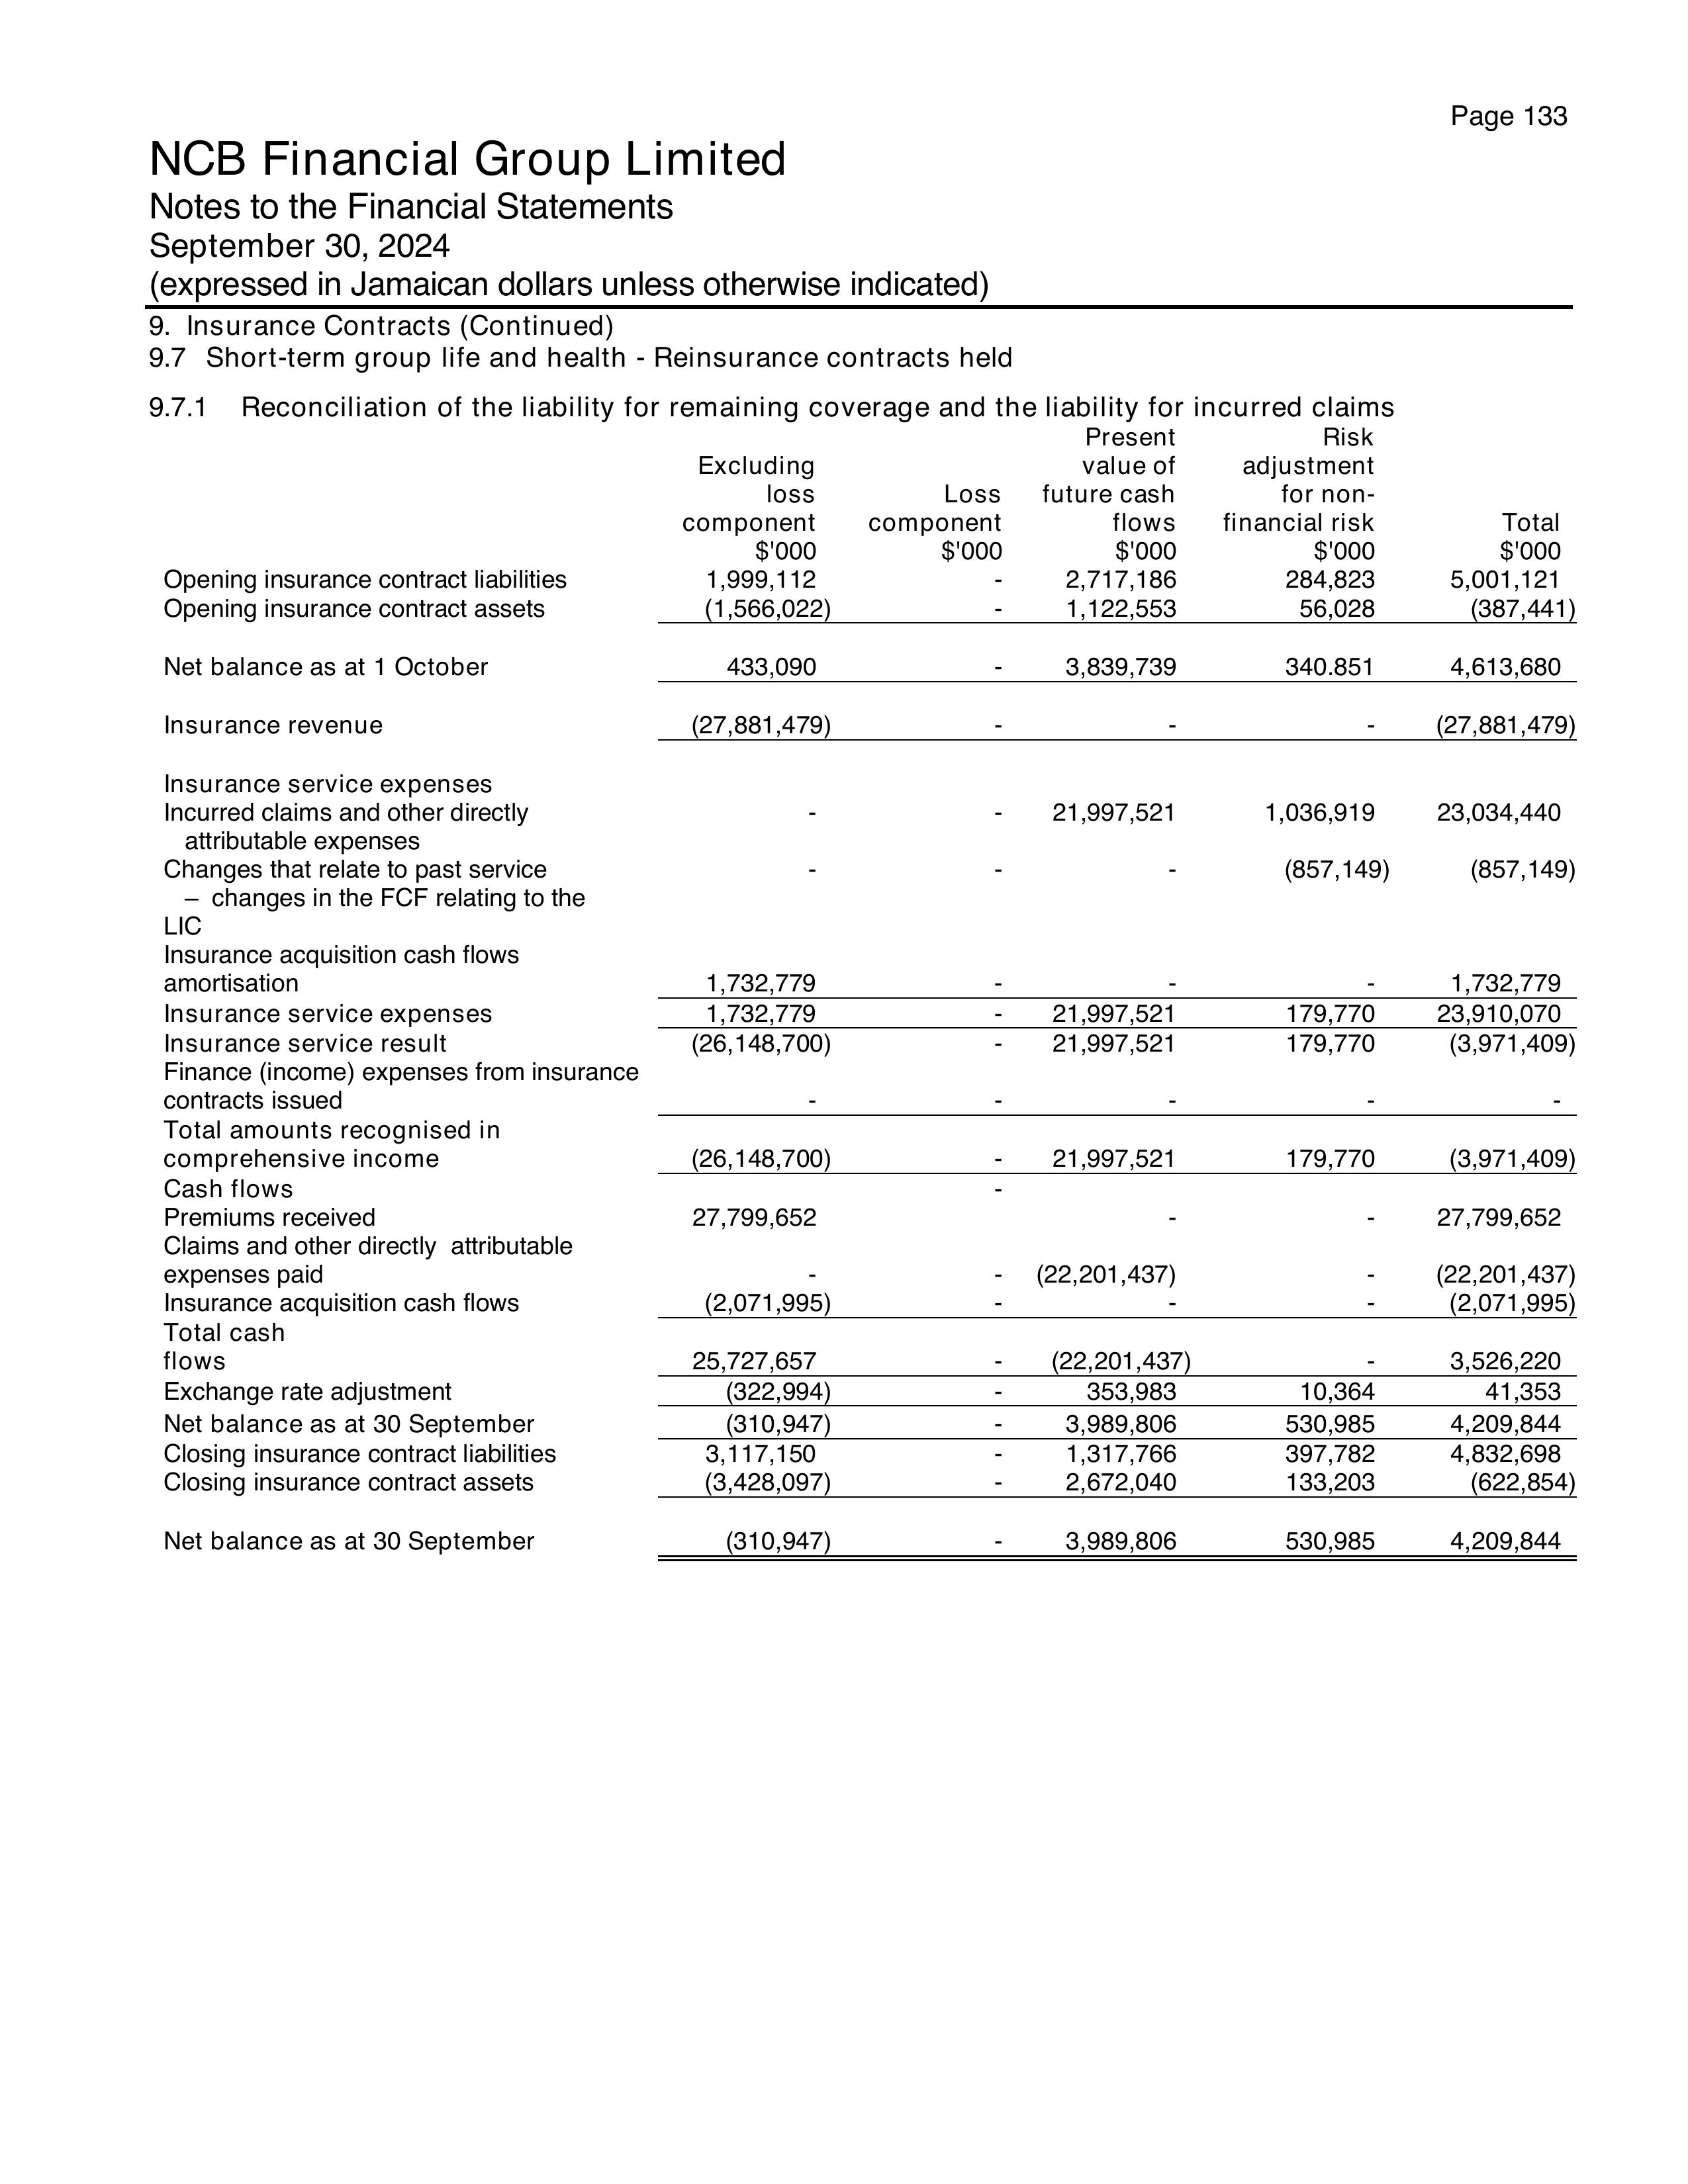 Page 133
NCB Financial Group Limited
Notes to the Financial Statements
September 30, 2024
(expressed in Jamaican dollars unless otherwise indicated)
9. Insurance Contracts (Continued)
9.7 Short-term group life and health - Reinsurance contracts held
9.7.1 Reconciliation of the liability for remaining coverage and the liability for incurred claims
Present Risk
Excluding value of adjustment
loss Loss future cash for non-
component component flows financial risk Total
$'000 $'000 $'000 $'000 $'000
Opening insurance contract liabilities 1,999,112 - 2,717,186 284,823 5,001,121
Opening insurance contract assets (1,566,022) - 1,122,553 56,028 (387,441)
Net balance as at 1 October 433,090 - 3,839,739 340.851 4,613,680
Insurance revenue (27,881,479) - - - (27,881,479)
Insurance service expenses
Incurred claims and other directly - - 21,997,521 1,036,919 23,034,440
attributable expenses
Changes that relate to past service - - - (857,149) (857,149)
– changes in the FCF relating to the
LIC
Insurance acquisition cash flows
amortisation 1,732,779 - - - 1,732,779
Insurance service expenses 1,732,779 - 21,997,521 179,770 23,910,070
Insurance service result (26,148,700) - 21,997,521 179,770 (3,971,409)
Finance (income) expenses from insurance
contracts issued - - - - -
Total amounts recognised in
comprehensive income (26,148,700) - 21,997,521 179,770 (3,971,409)
Cash flows -
Premiums received 27,799,652 - - 27,799,652
Claims and other directly attributable
expenses paid - - (22,201,437) - (22,201,437)
Insurance acquisition cash flows (2,071,995) - - - (2,071,995)
Total cash
flows 25,727,657 - (22,201,437) - 3,526,220
Exchange rate adjustment (322,994) - 353,983 10,364 41,353
Net balance as at 30 September (310,947) - 3,989,806 530,985 4,209,844
Closing insurance contract liabilities 3,117,150 - 1,317,766 397,782 4,832,698
Closing insurance contract assets (3,428,097) - 2,672,040 133,203 (622,854)
Net balance as at 30 September (310,947) - 3,989,806 530,985 4,209,844